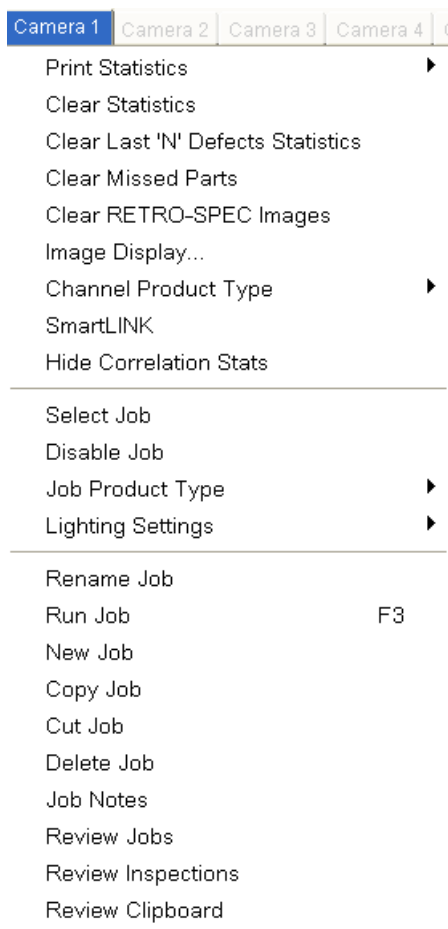 Camera 1 Camera 2 Camera 3 Camera 4
Print Statistics
Clear Statistics
Clear Last 'N' Defects Statistics
Clear Missed Parts
Clear RETRO-SPEC Images
Image Display...
Channel Product Type
SmartLINK
Hide Correlation Stats
Select Job
Disable Job
Job Product Type
Lighting Settings
Rename Job
Run Job F3
New Job
Copy Job
Cut Job
Delete Job
Job Notes
Review Jobs
Review Inspections
Review Clipboard